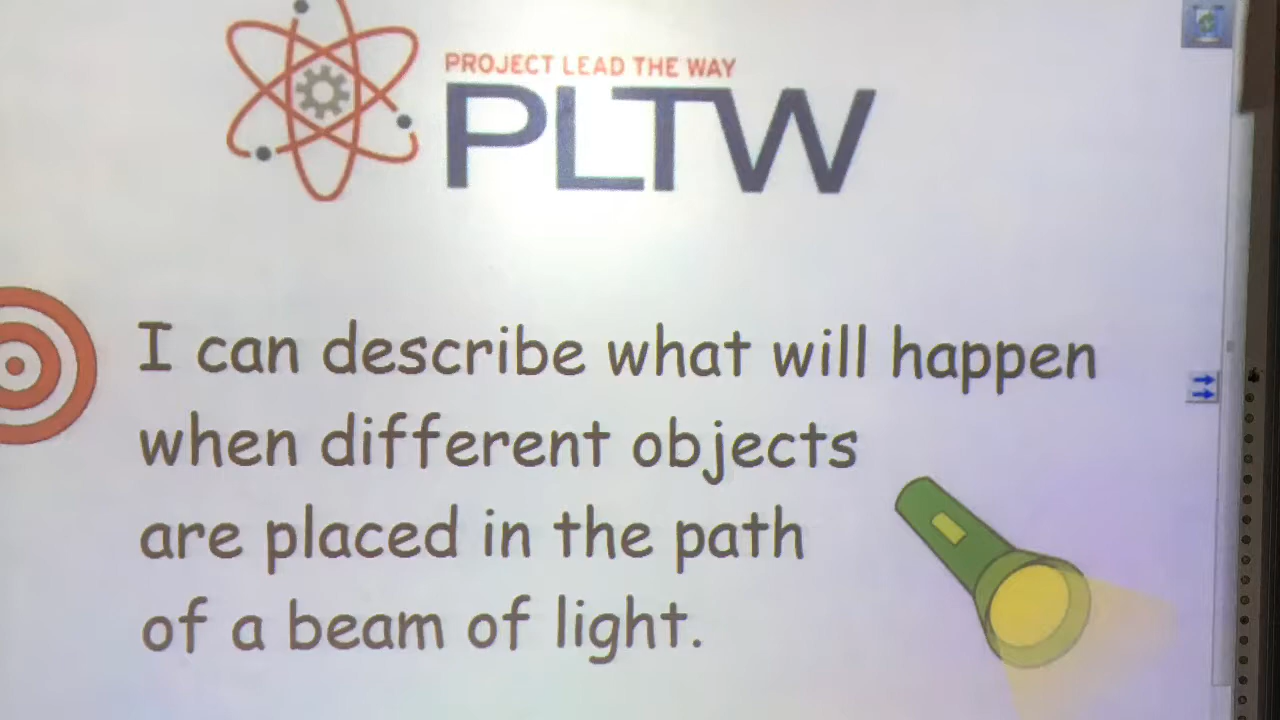 PROJECT LEAD THE WAY
PLTW
I can describe what will happen
when different objects
are placed in the path
of a beam of light.